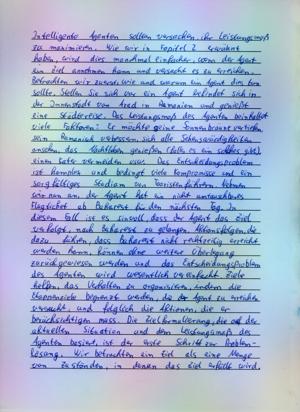 Intelligente Agenten sollten versuchen, ihr Leistungsmaß
zu maximieren. Wie wir in Kapitel 2 erwähnt
haben, wird dies manchmal einfacher, wenn der Agent
ein Ziel annehmen kann und versucht es zu erreichen.
Betrachten wir zuerst, wie und warum ein Agent dies tun
sollte. Stellen Sie sich vor, ein Agent befindet sich in
der Innenstadt von Arad in Rumänien und genießt
eine Städtereise. Das Leistungsmaß des Agenten beinhaltet
viele Faktoren: Er möchte seine Sonnenbräune vertiefen
sein Rumänisch verbessern, sich alle Sehenswürdigkeiten
ansehen, das Nachtleben genießen (falls es ein solches gibt)
einen Kater vermeiden usw. Das Entscheidungsproblem
ist komplex und bedingt viele Kompromisse und ein
sorgfältiges Studium von Touristenführern. Nehmen
wir nun an, der Agent hat ein nicht umtauschbares
Flugticket ab Bukarest für den nächsten Tag. In
diesem Fall ist es sinnvoll, dass der Agent das Ziel
verfolgt, nach Bukarest zu gelangen. Aktionsfolgen, die
dazu führen, dass Bukarest nicht rechtzeitig erreicht
werden kann, können ohne weitere Überlegung
zurückgewiesen werden und das Entscheidungsproblem
des Agenten wird wesentlich vereinfacht. Ziele
helfen, das Verhalten zu organisieren, indem die
begrenzt werden, die der Agent zu erreichen
versucht, und folglich die Aktionen, die er
berücksichtigen muss. Die Zielformulierung, die auf der
aktuellen Situation und dem Leistungsmaß des
Agenten basiert, ist der erste Schritt zur Problem-
lösung. Wir betrachten ein Ziel als eine Menge
von Zuständen, in denen das Ziel erfüllt wird.